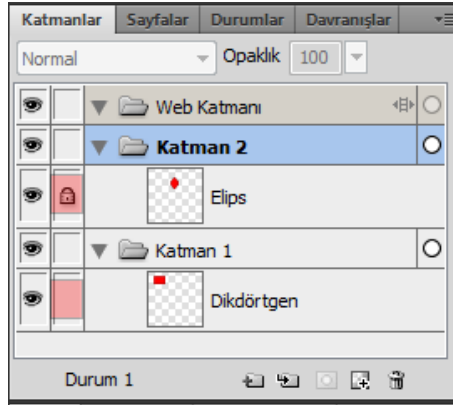 Katmanlar Sayfalar Durumlar Davranışlar
Normal Opaklık 100
Web Katmanı
Katman 2
Elips
Katman 1
Dikdörtgen
Durum 1